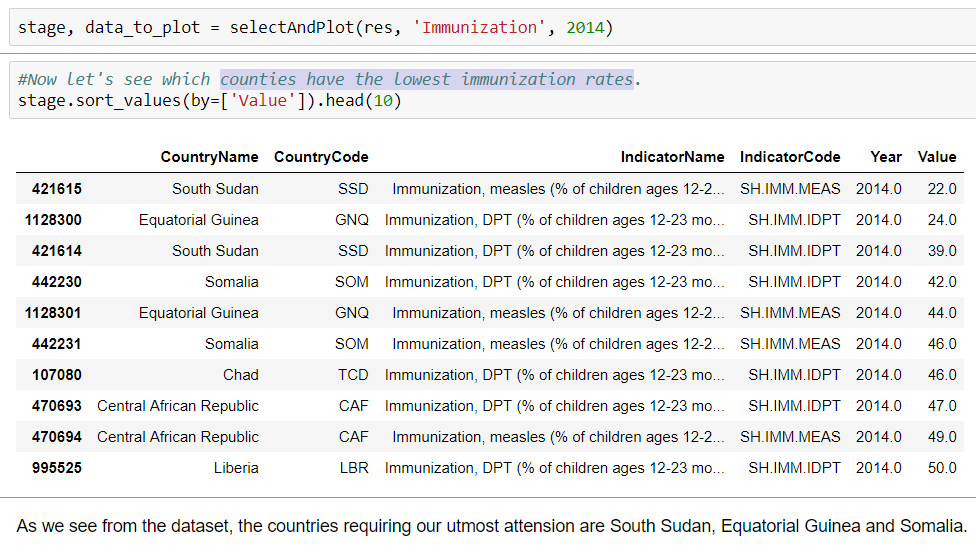 stage, data_to_plot = selectAndPlot(res, 'Immunization', 2014)
#Now let's see which counties have the lowest immunization rates.
stage.sort_values(by=['Value']).head(10)
CountryName CountryCode IndicatorName IndicatorCode Year Value
421615 South Sudan SSD Immunization, measles (% of children ages 12-2... SH.IMM.MEAS 2014.0 22.0
1128300 Equatorial Guinea GNQ Immunization, DPT (% of children ages 12-23 mo... SH.IMM.IDPT 2014.0 24.0
421614 South Sudan SSD Immunization, DPT (% of children ages 12-23 mo... SH.IMM.IDPT 2014.0 39.0
442230 Somalia SOM Immunization, DPT (% of children ages 12-23 mo... SH.IMM.IDPT 2014.0 42.0
1128301 Equatorial Guinea GNQ Immunization, measles (% of children ages 12-2... SH.IMM.MEAS 2014.0 44.0
442231 Somalia SOM Immunization, measles (% of children ages 12-2... SH.IMM.MEAS 2014.0 46.0
107080 Chad TCD Immunization, DPT (% of children ages 12-23 mo... SH.IMM.IDPT 2014.0 46.0
470693 Central African Republic CAF Immunization, DPT (% of children ages 12-23 mo... SH.IMM.IDPT 2014.0 47.0
470694 Central African Republic CAF Immunization, measles (% of children ages 12-2... SH.IMM.MEAS 2014.0 49.0
995525 Liberia LBR Immunization, DPT (% of children ages 12-23 mo... SH.IMM.IDPT 2014.0 50.0
As we see from the dataset, the countries requiring our utmost attension are South Sudan, Equatorial Guinea and Somalia.